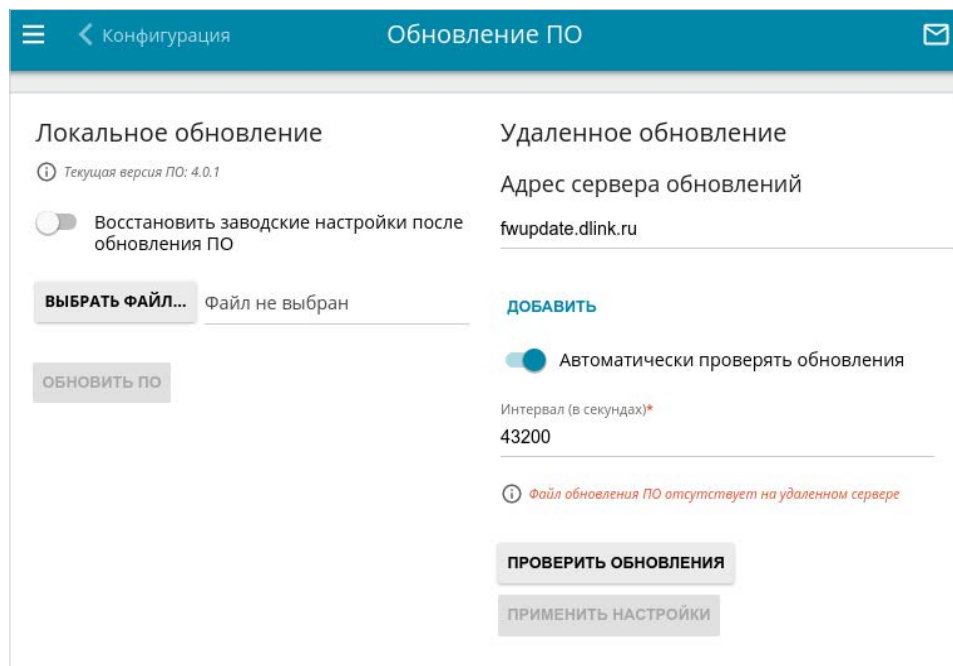 Конфигурация
Обновление ПО
Локальное обновление
Текущая версия ПО: 4.0.1
Восстановить заводские настройки после
обновления ПО
ВЫБРАТЬ ФАЙЛ...
Файл не выбран
ОБНОВИТЬ ПО
Удаленное обновление
Адрес сервера обновлений
fwupdate.dlink.ru
ДОБАВИТЬ
Автоматически проверять обновления
Интервал (в секундах)*
43200
Файл обновления ПО отсутствует на удаленном сервере
ПРОВЕРИТЬ ОБНОВЛЕНИЯ
ПРИМЕНИТЬ НАСТРОЙКИ